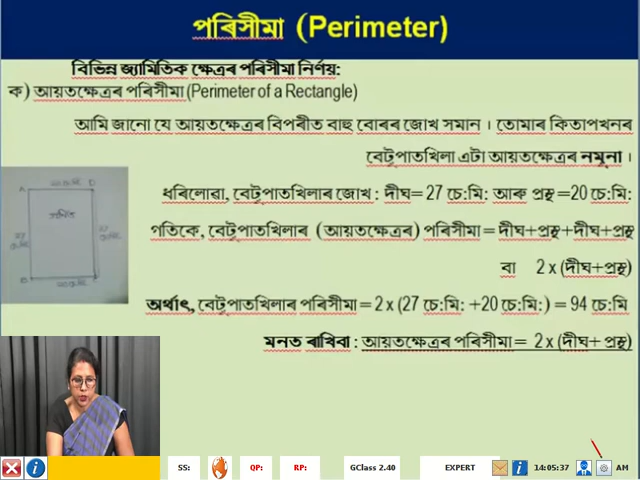 পৰিসীমা (Perimeter)
বিভিন্ন জ্যামিতিক ক্ষেত্ৰৰ পৰিসীমা নিৰ্ণয়:
ক) আয়তক্ষেত্ৰৰ পৰিসীমা (Perimeter of a Rectangle)
আমি জানো যে আয়তক্ষেত্ৰৰ বিপৰীত বাহু বোৰৰ জোখ সমান । তোমাৰ কিতাপখনৰ
বেটুপাতখিলা এটা আয়তক্ষেত্ৰৰ নমুনা ।
ধৰিলোৱা, বেটুপাতখিলাৰ জোখ : দীঘ= 27 চে:মি: আৰু প্ৰস্থ =20 চে:মি:
গতিকে, বেটুপাতখিলাৰ (আয়তক্ষেত্ৰৰ) পৰিসীমা = দীঘ+প্ৰস্থ+দীঘ+প্ৰস্থ
বা 2 x (দীঘ+প্ৰস্থ)
অৰ্থাৎ, বেটুপাতখিলাৰ পৰিসীমা = 2 x (27 চে:মি: +20 চে:মি:) = 94 চে:মি
মনত ৰাখিবা : আয়তক্ষেত্ৰৰ পৰিসীমা = 2 x (দীঘ+ প্ৰস্থ)
SS: QP: RP: GClass 2.40 EXPERT 14:05:37 AM